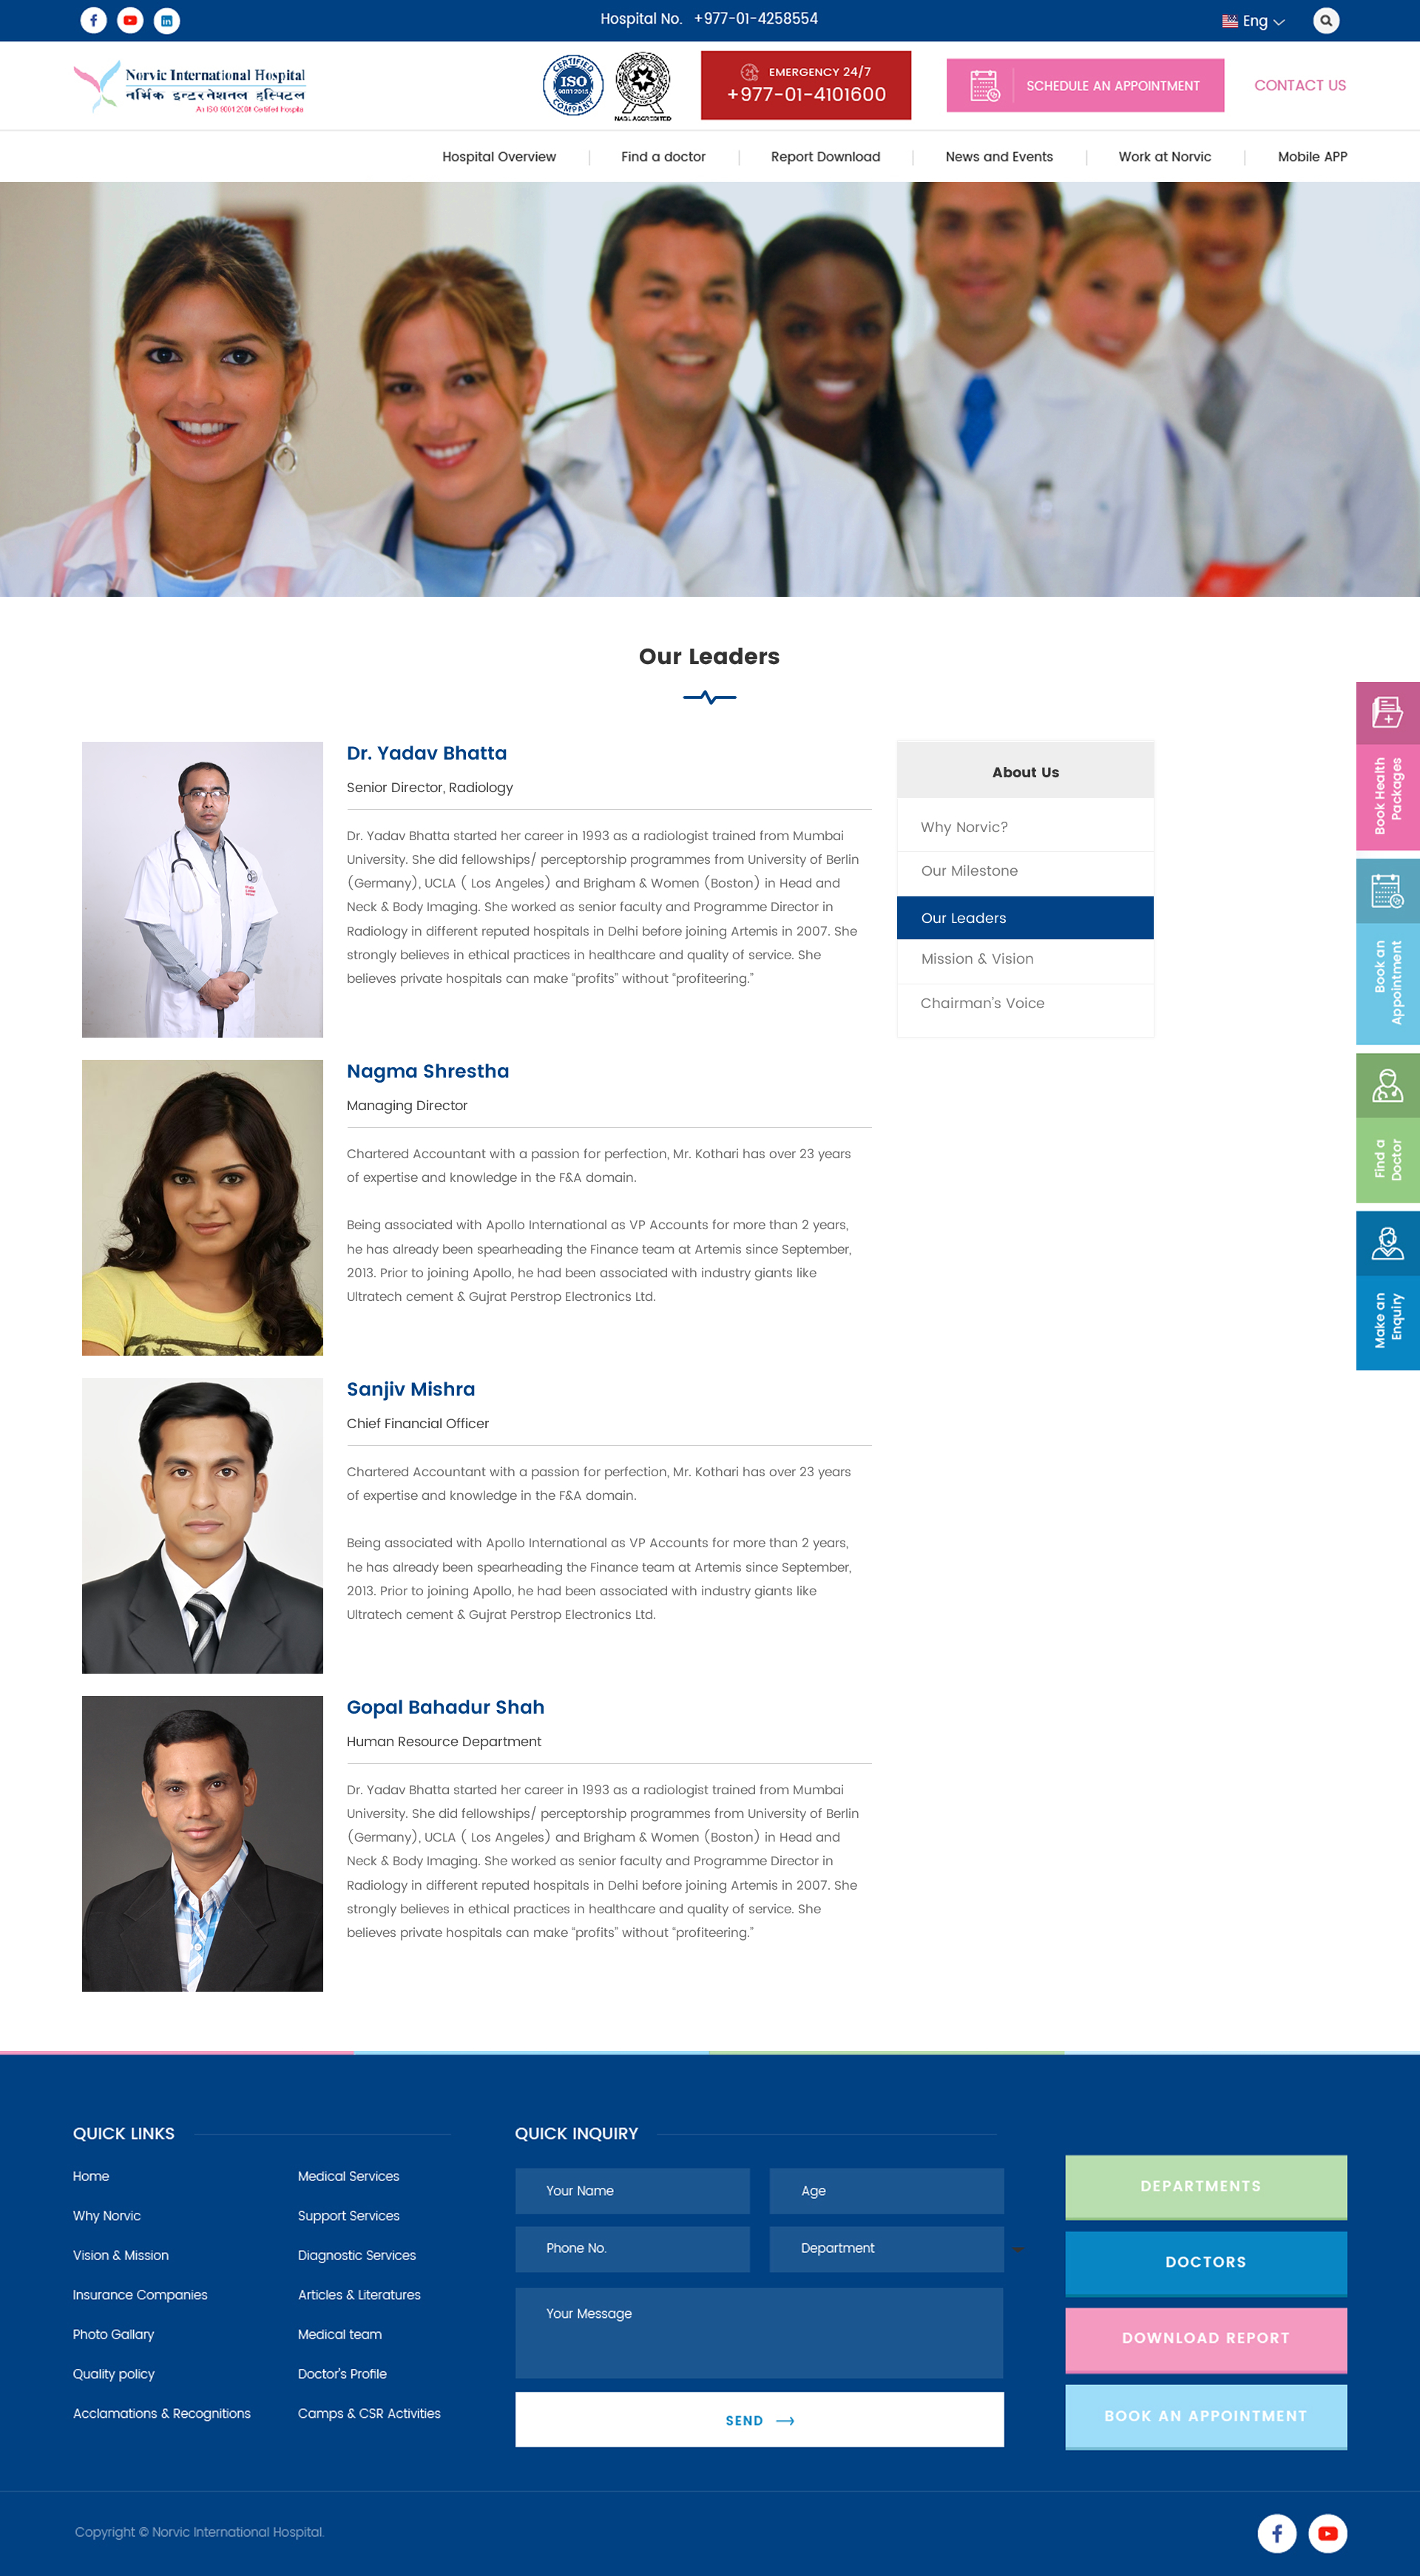 Hospital No. +977-01-4258554
Eng
Norvic International Hospital
नर्भिक इन्टरनेशनल हस्पिटल
An ISO 9001:2008 Certified Hospital
CERTIFIED
ISO
9001:2015
COMPANY
NABL ACCREDITED
EMERGENCY 24/7
+977-01-4101600
SCHEDULE AN APPOINTMENT
CONTACT US
Hospital Overview
Find a doctor
Report Download
News and Events
Work at Norvic
Mobile APP
Our Leaders
Dr. Yadav Bhatta
Senior Director, Radiology
Dr. Yadav Bhatta started her career in 1993 as a radiologist trained from Mumbai
University. She did fellowships/ perceptorship programmes from University of Berlin
(Germany), UCLA ( Los Angeles) and Brigham & Women (Boston) in Head and
Neck & Body Imaging. She worked as senior faculty and Programme Director in
Radiology in different reputed hospitals in Delhi before joining Artemis in 2007. She
strongly believes in ethical practices in healthcare and quality of service. She
believes private hospitals can make "profits" without "profiteering."
About Us
Why Norvic?
Our Milestone
Our Leaders
Mission & Vision
Chairman's Voice
Book Health
Packages
Book an
Appointment
Find a
Doctor
Make an
Enquiry
Nagma Shrestha
Managing Director
Chartered Accountant with a passion for perfection, Mr. Kothari has over 23 years
of expertise and knowledge in the F&A domain.
Being associated with Apollo International as VP Accounts for more than 2 years,
he has already been spearheading the Finance team at Artemis since September,
2013. Prior to joining Apollo, he had been associated with industry giants like
Ultratech cement & Gujrat Perstrop Electronics Ltd.
Sanjiv Mishra
Chief Financial Officer
Chartered Accountant with a passion for perfection, Mr. Kothari has over 23 years
of expertise and knowledge in the F&A domain.
Being associated with Apollo International as VP Accounts for more than 2 years,
he has already been spearheading the Finance team at Artemis since September,
2013. Prior to joining Apollo, he had been associated with industry giants like
Ultratech cement & Gujrat Perstrop Electronics Ltd.
Gopal Bahadur Shah
Human Resource Department
Dr. Yadav Bhatta started her career in 1993 as a radiologist trained from Mumbai
University. She did fellowships/ perceptorship programmes from University of Berlin
(Germany), UCLA ( Los Angeles) and Brigham & Women (Boston) in Head and
Neck & Body Imaging. She worked as senior faculty and Programme Director in
Radiology in different reputed hospitals in Delhi before joining Artemis in 2007. She
strongly believes in ethical practices in healthcare and quality of service. She
believes private hospitals can make "profits" without "profiteering."
QUICK LINKS
Home
Why Norvic
Vision & Mission
Insurance Companies
Photo Gallary
Quality policy
Acclamations & Recognitions
Medical Services
Support Services
Diagnostic Services
Articles & Literatures
Medical team
Doctor's Profile
Camps & CSR Activities
QUICK INQUIRY
Your Name
Age
Phone No.
Department
Your Message
SEND
DEPARTMENTS
DOCTORS
DOWNLOAD REPORT
BOOK AN APPOINTMENT
Copyright © Norvic International Hospital.